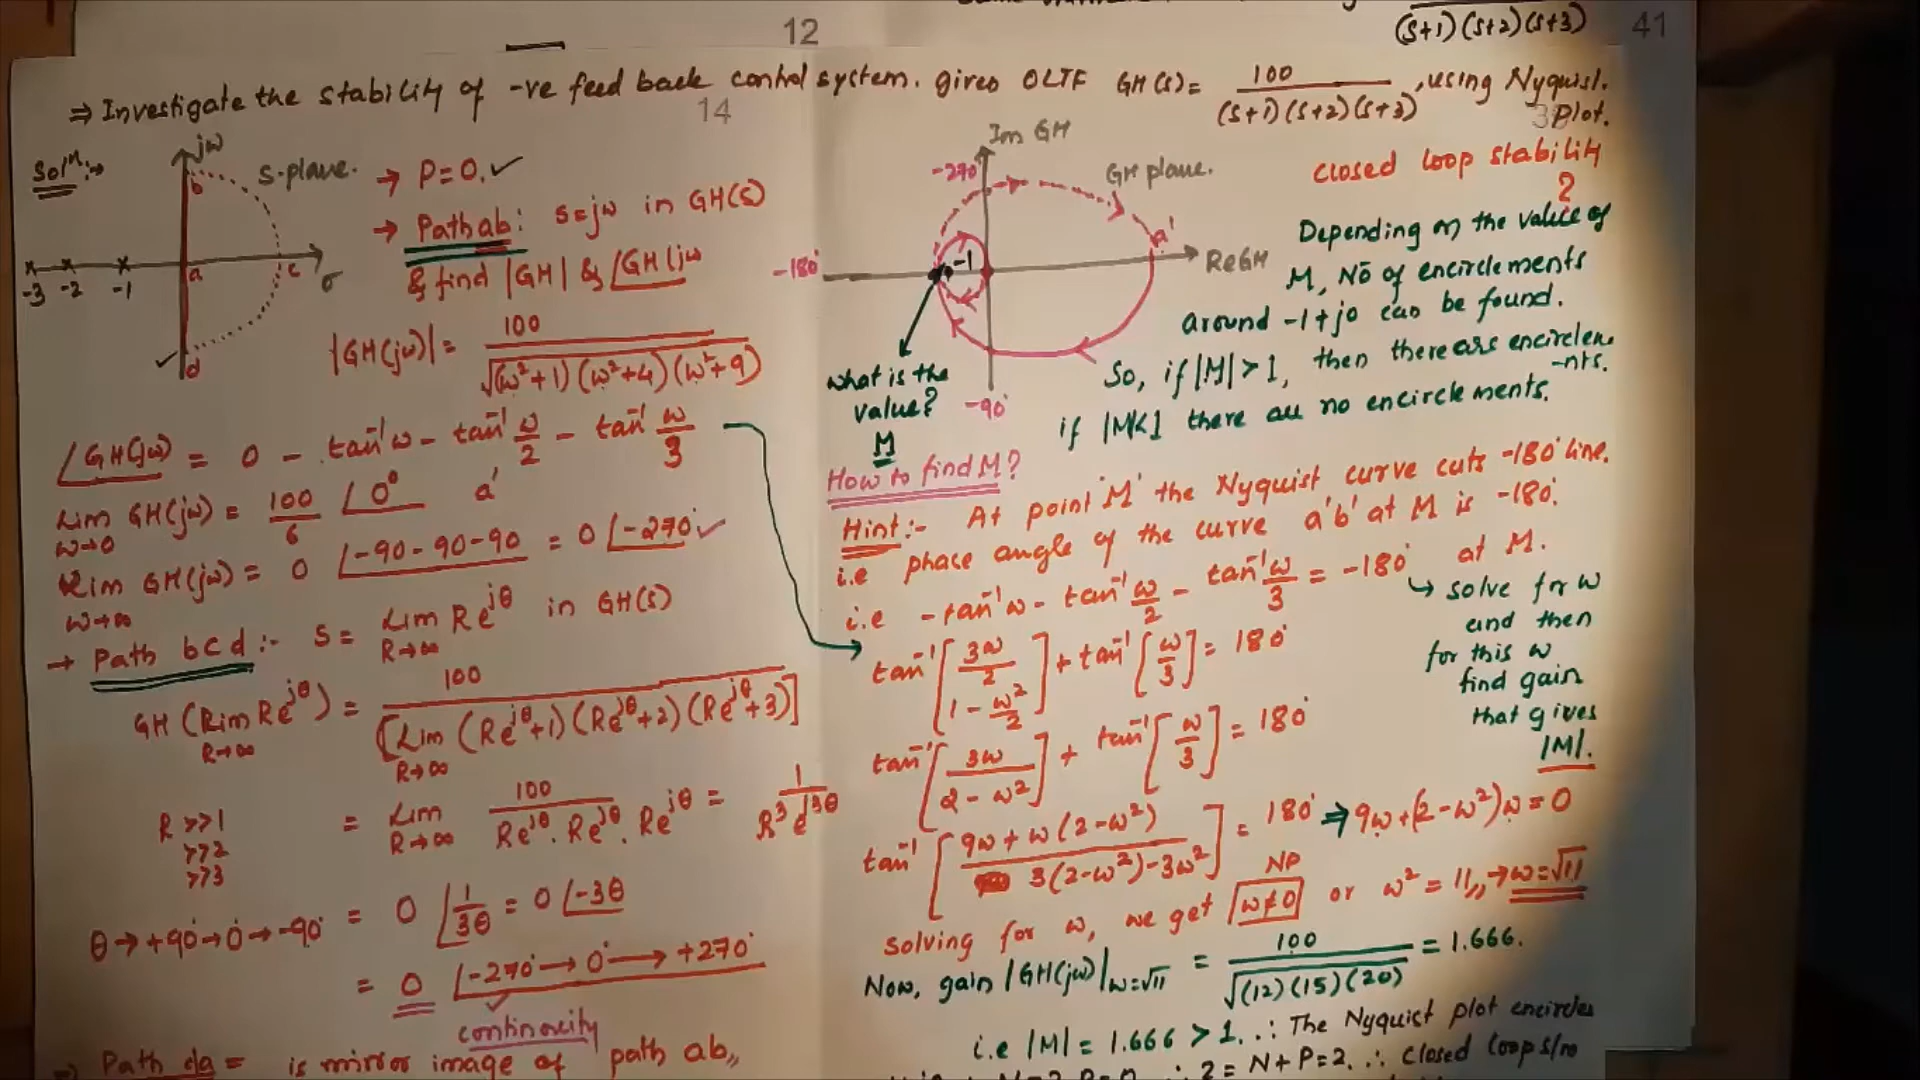 (s+1)(s+2)(s+3)
12
41
⇒ Investigate the stability of -ve feed back control system. given OLTF GH(s)= 100 / (s+1)(s+2)(s+3), using Nyquist.
Plot.
14
Solⁿ:→
jω
b
S-plane.
a
c
σ
-3 -2 -1
d
→ P=0.✓
→ Path ab: s=jω in GH(s)
& find |GH| & ∠GH(jω
|GH(jω)|= 100 / √(ω²+1)(ω²+4)(ω²+9)
∠GH(jω) = 0 - tan⁻¹ω - tan⁻¹ ω/2 - tan⁻¹ ω/3
Lim ω→0 GH(jω) = 100/6 ∠0° a'
Lim ω→∞ GH(jω) = 0 ∠-90-90-90 = 0 ∠-270°✓
→ Path bcd:- s= Lim R→∞ Re^jθ in GH(s)
GH(Lim R→∞ Re^jθ) = 100 / [Lim R→∞ (Re^jθ+1)(Re^jθ+2)(Re^jθ+3)]
R >>1
>>2
>>3
= Lim R→∞ 100 / Re^jθ. Re^jθ. Re^jθ = 1 / R³e^j3θ
θ→+90→0→-90° = 0 ∠1/3θ = 0 ∠-3θ
= 0 ∠-270°→0°→+270°
continouity
Path da = is mirror image of path ab,,
Im GH
-270°
GH plane.
a'
-180°
-1
Re GH
-90°
what is the
value?
M
closed loop stability
?
Depending on the value of
M, No of encirclements
around -1+j0 can be found.
So, if |M|>1, then there are encircleme
-nts.
if |M|<1 there are no encirclements.
How to find M?
Hint:- At point 'M' the Nyquist curve cuts -180° line.
i.e phase angle of the curve a'b' at M is -180°.
i.e -tan⁻¹ω - tan⁻¹ ω/2 - tan⁻¹ ω/3 = -180° at M.
↳ solve for ω
and then
for this ω
find gain
that gives
|M|.
tan⁻¹[3ω/2 / 1-ω²/2] + tan⁻¹[ω/3] = 180°
tan⁻¹[3ω / 2-ω²] + tan⁻¹[ω/3] = 180°
tan⁻¹[9ω+ω(2-ω²) / 3(2-ω²)-3ω²] = 180° ⇒ 9ω+(2-ω²)ω=0
NP
solving for ω, we get ω≠0 or ω² = 11,,→ω=√11
Now, gain |GH(jω)|ω=√11 = 100 / √(12)(15)(20) = 1.666.
i.e |M|= 1.666 > 1. ∴ The Nyquist plot encircles
∴ Z = N+P=2. ∴ Closed loop s/m